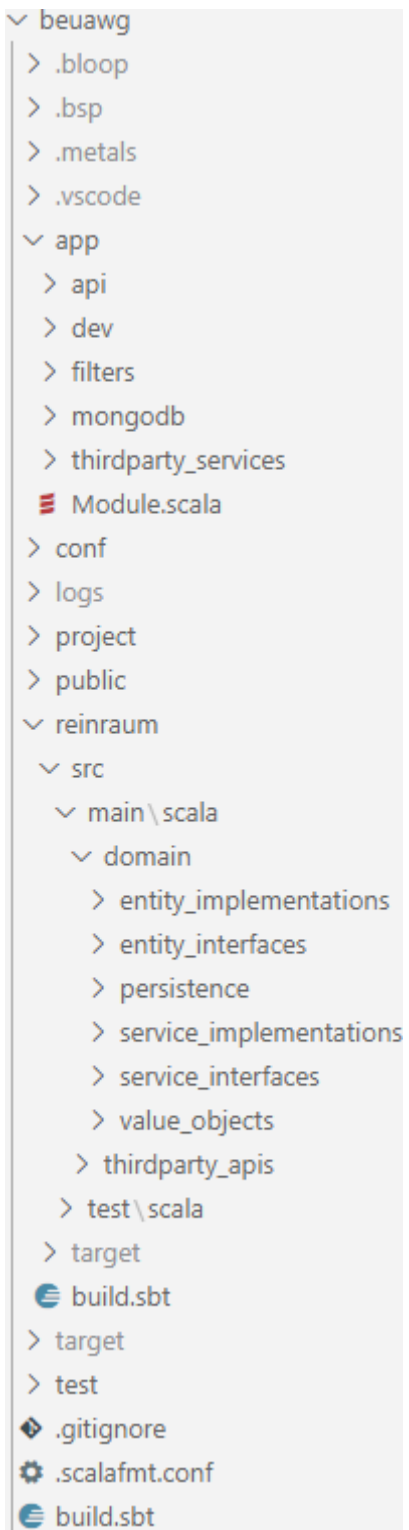 beuawg
.bloop
.bsp
.metals
.vscode
app
api
dev
filters
mongodb
thirdparty_services
Module.scala
conf
logs
project
public
reinraum
src
main\scala
domain
entity_implementations
entity_interfaces
persistence
service_implementations
service_interfaces
value_objects
thirdparty_apis
test\scala
target
build.sbt
target
test
.gitignore
.scalafmt.conf
build.sbt